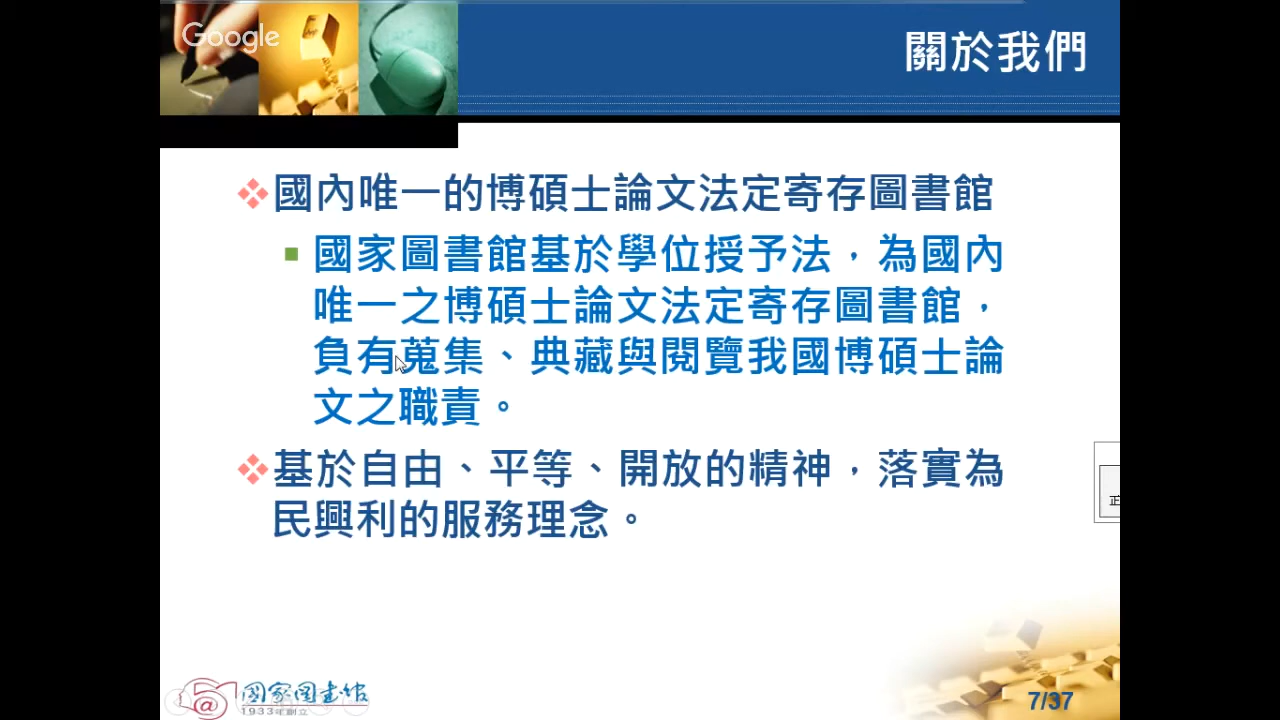 Google
關於我們
國內唯一的博碩士論文法定寄存圖書館
國家圖書館基於學位授予法，為國內
唯一之博碩士論文法定寄存圖書館，
負有蒐集、典藏與閱覽我國博碩士論
文之職責。
基於自由、平等、開放的精神，落實為
民興利的服務理念。
正
國家圖書館
1933年創立
7/37